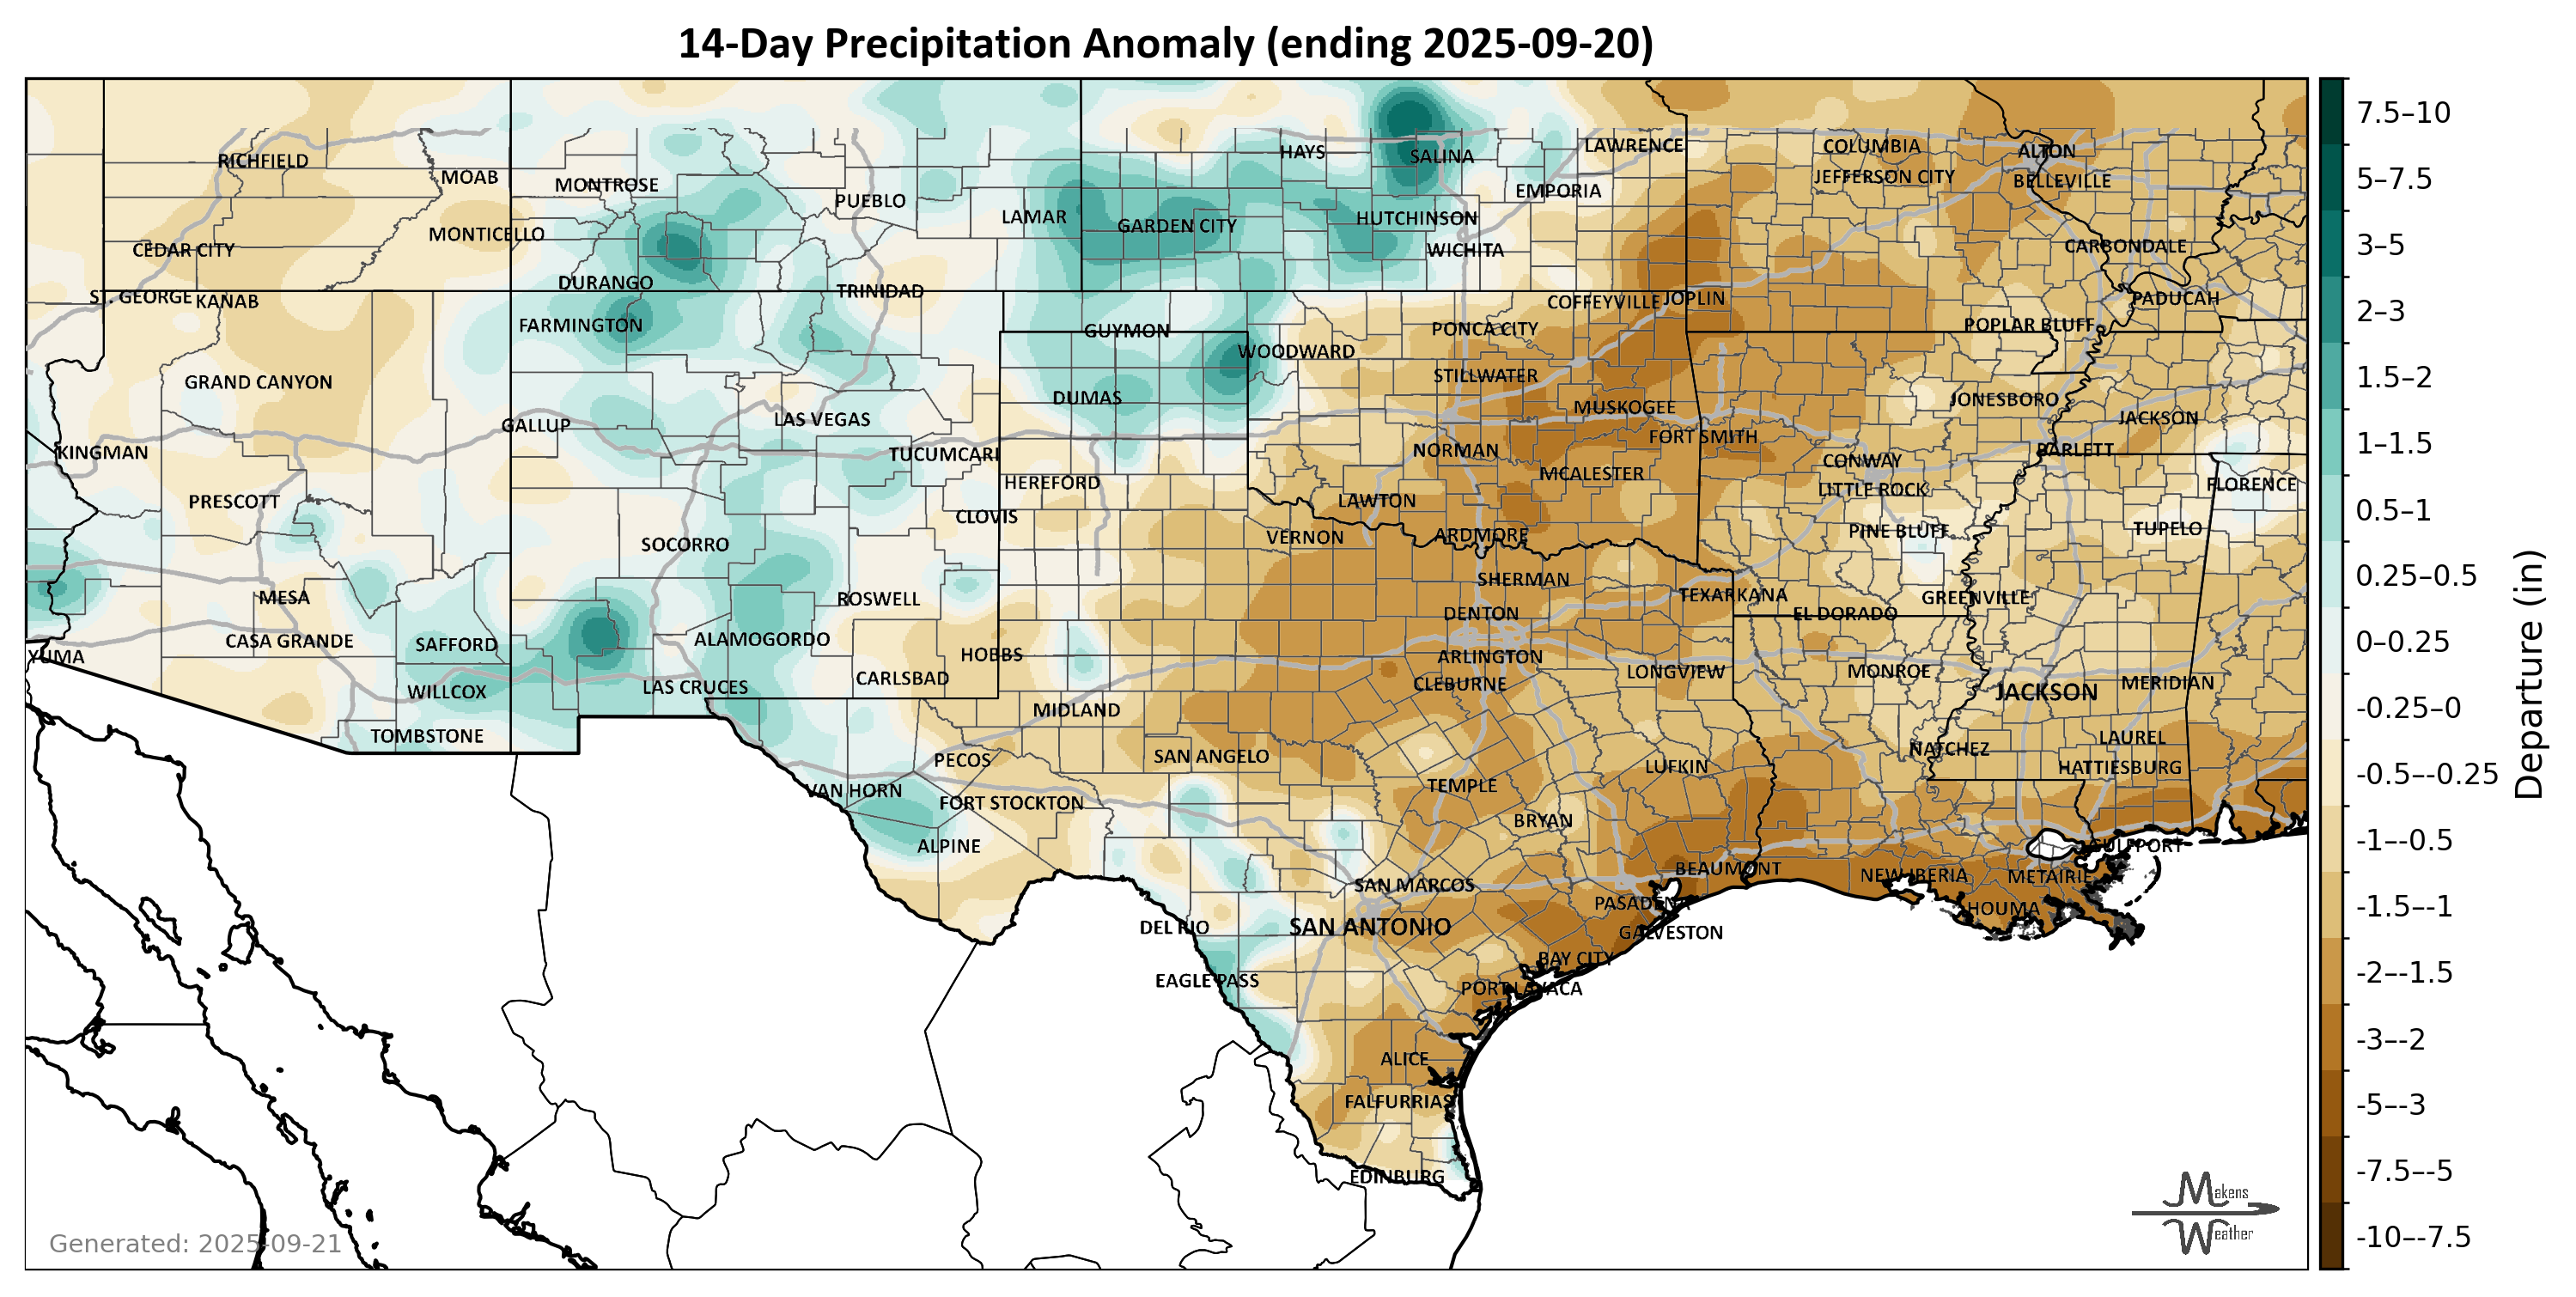 14-Day Precipitation Anomaly (ending 2025-09-20)
RICHFIELD
MOAB
MONTROSE
PUEBLO
LAMAR
HAYS
SALINA
LAWRENCE
COLUMBIA
ALTON
JEFFERSON CITY
BELLEVILLE
EMPORIA
GARDEN CITY
HUTCHINSON
WICHITA
CARBONDALE
CEDAR CITY
MONTICELLO
DURANGO
TRINIDAD
ST. GEORGE
KANAB
COFFEYVILLE
JOPLIN
PADUCAH
FARMINGTON
GUYMON
PONCA CITY
POPLAR BLUFF
WOODWARD
GRAND CANYON
STILLWATER
DUMAS
MUSKOGEE
JONESBORO
JACKSON
GALLUP
LAS VEGAS
FORT SMITH
KINGMAN
TUCUMCARI
NORMAN
BARLETT
CONWAY
MCALESTER
HEREFORD
LITTLE ROCK
FLORENCE
PRESCOTT
LAWTON
CLOVIS
VERNON
ARDMORE
PINE BLUFF
TUPELO
SOCORRO
SHERMAN
MESA
ROSWELL
TEXARKANA
GREENVILLE
DENTON
EL DORADO
CASA GRANDE
SAFFORD
ALAMOGORDO
YUMA
HOBBS
ARLINGTON
CARLSBAD
CLEBURNE
LONGVIEW
MONROE
JACKSON
MERIDIAN
WILLCOX
LAS CRUCES
MIDLAND
TOMBSTONE
NATCHEZ
LAUREL
PECOS
SAN ANGELO
LUFKIN
HATTIESBURG
VAN HORN
FORT STOCKTON
TEMPLE
BRYAN
ALPINE
GULFPORT
BEAUMONT
NEW IBERIA
METAIRIE
SAN MARCOS
PASADENA
HOUMA
DEL RIO
SAN ANTONIO
GALVESTON
BAY CITY
EAGLE PASS
PORT LAVACA
ALICE
FALFURRIAS
EDINBURG
Generated: 2025-09-21
Makens
Weather
7.5–10
5–7.5
3–5
2–3
1.5–2
1–1.5
0.5–1
0.25–0.5
0–0.25
-0.25–0
-0.5–-0.25
-1–-0.5
-1.5–-1
-2–-1.5
-3–-2
-5–-3
-7.5–-5
-10–-7.5
Departure (in)